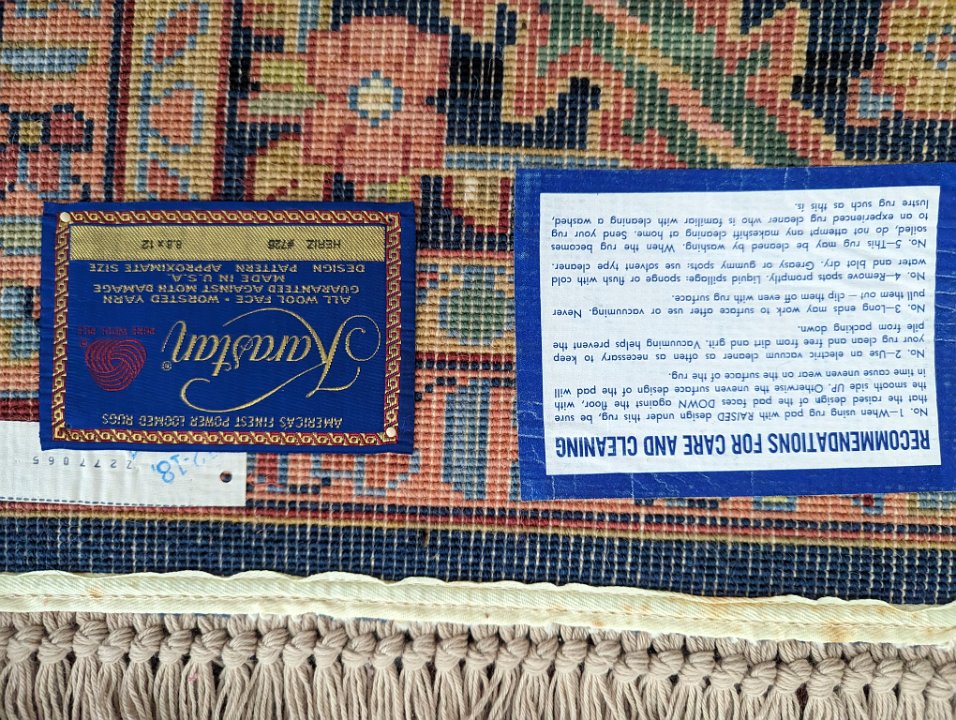 AMERICAS FINEST POWER LOOMED RUGS
Karastan®
PURE WOOL PILE
ALL WOOL FACE - WORSTED YARN
GUARANTEED AGAINST MOTH DAMAGE
MADE IN U.S.A.
DESIGN PATTERN APPROXIMATE SIZE
HERIZ #726 8.8 x 12
7277065
RECOMMENDATIONS FOR CARE AND CLEANING
No. 1—When using rug pad with RAISED design under this rug, be sure
that the raised design of the pad faces DOWN against the floor, with
the smooth side UP. Otherwise the uneven surface design of the pad will
in time cause uneven wear on the surface of the rug.
No. 2—Use an electric vacuum cleaner as often as necessary to keep
your rug clean and free from dirt and grit. Vacuuming helps prevent the
pile from packing down.
No. 3—Long ends may work to surface after use or vacuuming. Never
pull them out — clip them off even with rug surface.
No. 4—Remove spots promptly. Liquid spillage: sponge or flush with cold
water and blot dry. Greasy or gummy spots: use solvent type cleaner.
No. 5—This rug may be cleaned by washing. When the rug becomes
soiled, do not attempt any makeshift cleaning at home. Send your rug
to an experienced rug cleaner who is familiar with cleaning a washed,
lustre rug such as this is.